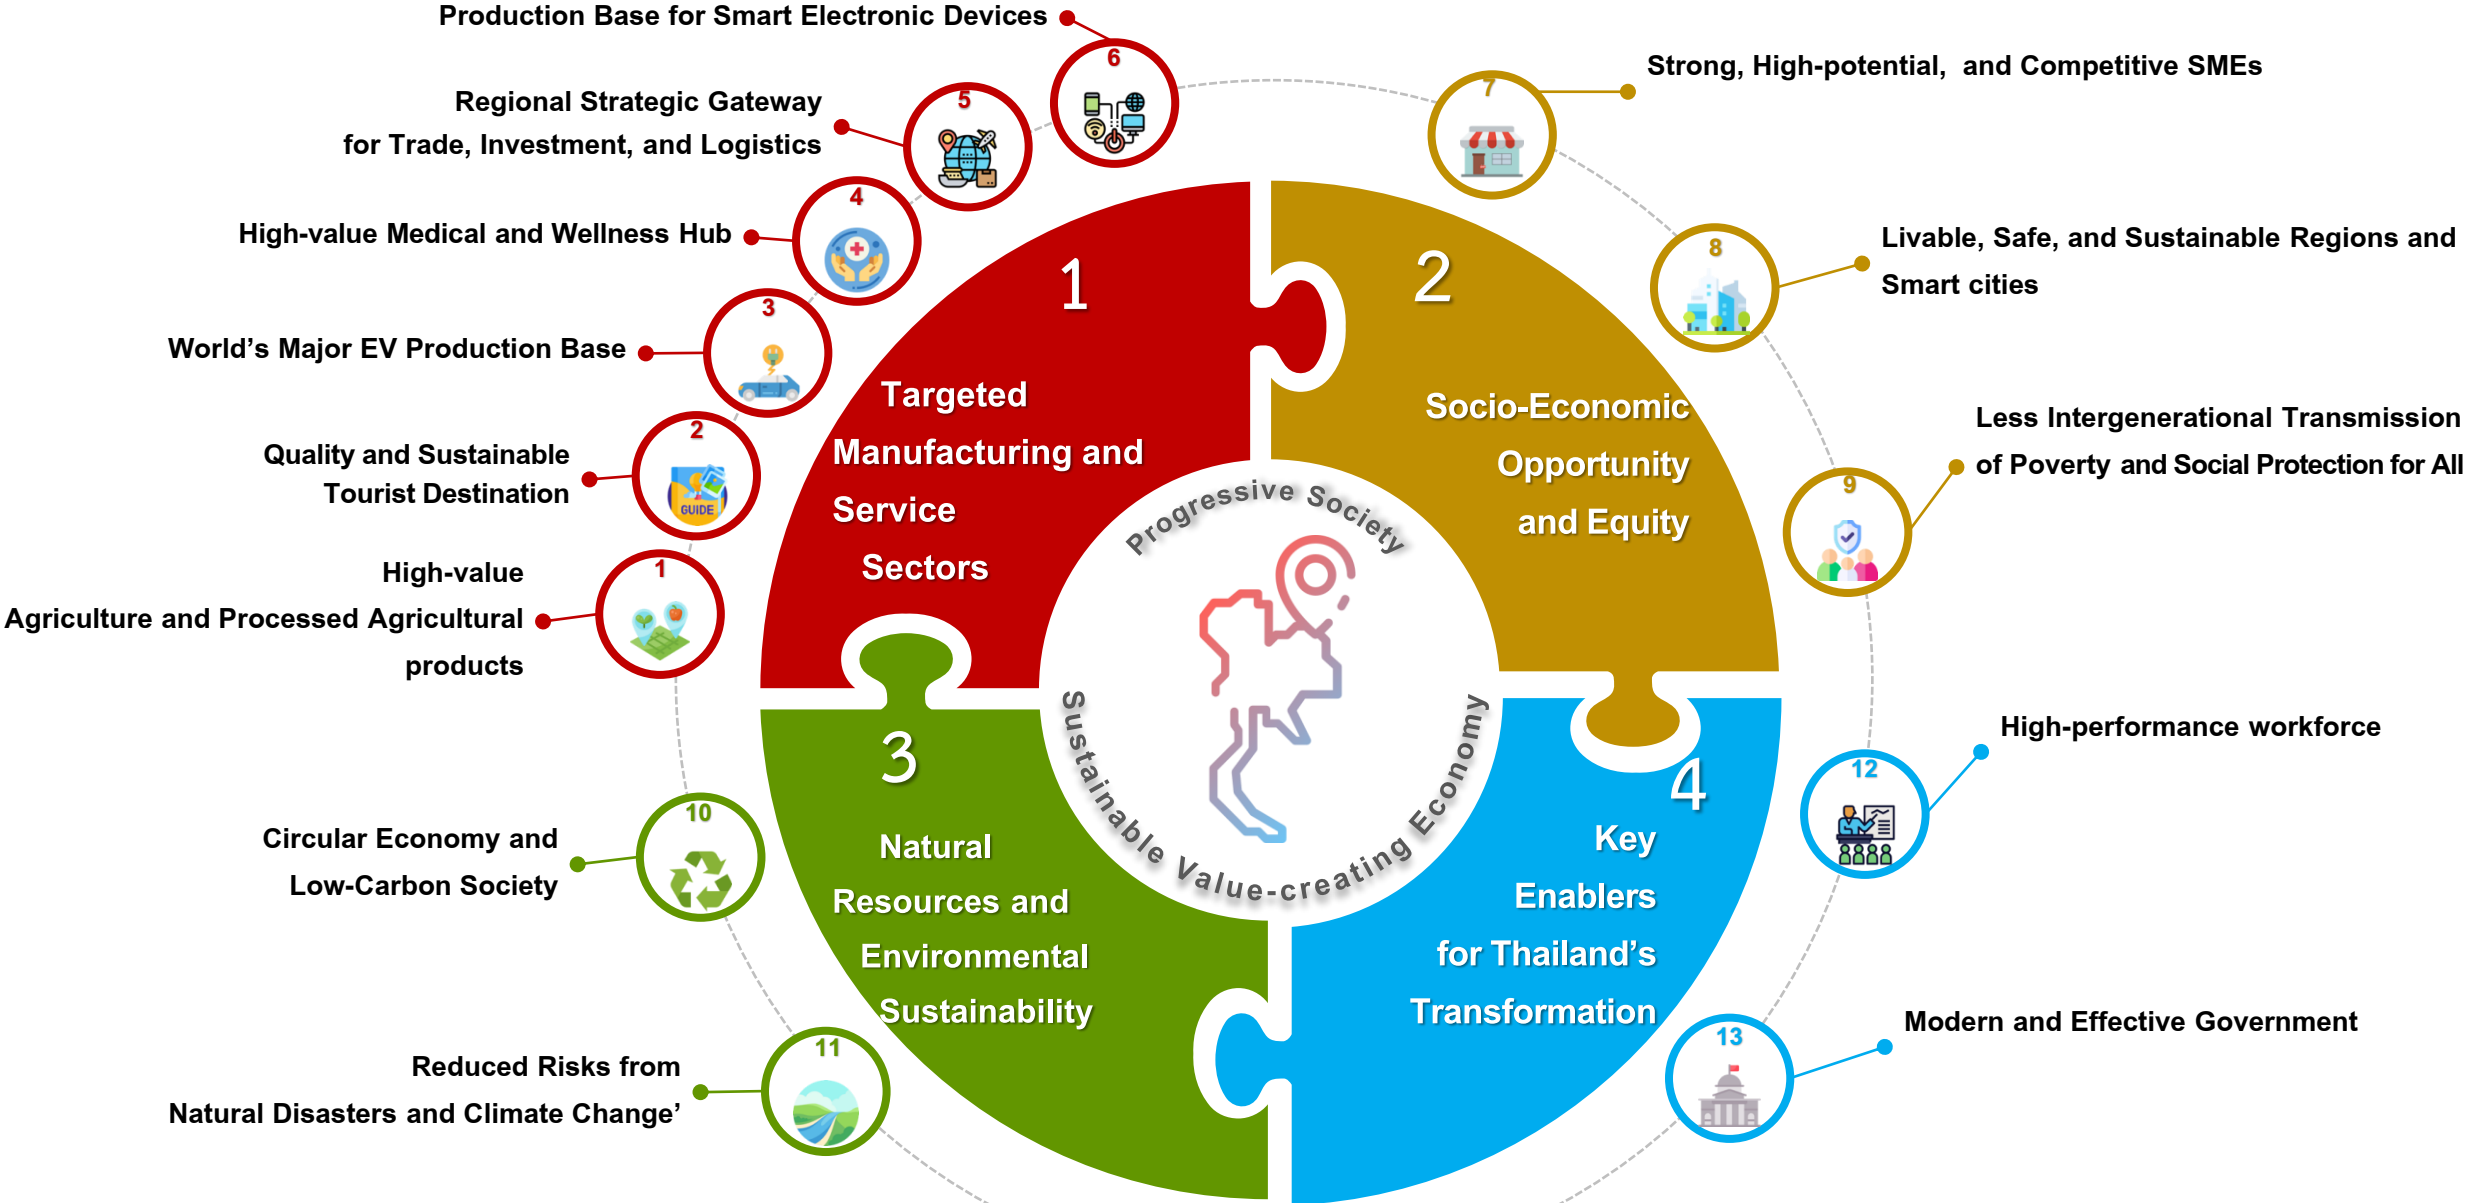 Production Base for Smart Electronic Devices
6
Regional Strategic Gateway
for Trade, Investment, and Logistics
5
High-value Medical and Wellness Hub
4
World’s Major EV Production Base
3
Quality and Sustainable
Tourist Destination
2
GUIDE
High-value
Agriculture and Processed Agricultural
products
1
7
Strong, High-potential,  and Competitive SMEs
8
Livable, Safe, and Sustainable Regions and
Smart cities
9
Less Intergenerational Transmission
of Poverty and Social Protection for All
1
Targeted
Manufacturing and
Service
Sectors
2
Socio-Economic
Opportunity
and Equity
Progressive Society
Sustainable Value-creating Economy
3
Natural
Resources and
Environmental
Sustainability
4
Key
Enablers
for Thailand’s
Transformation
10
Circular Economy and
Low-Carbon Society
11
Reduced Risks from
Natural Disasters and Climate Change’
12
High-performance workforce
13
Modern and Effective Government